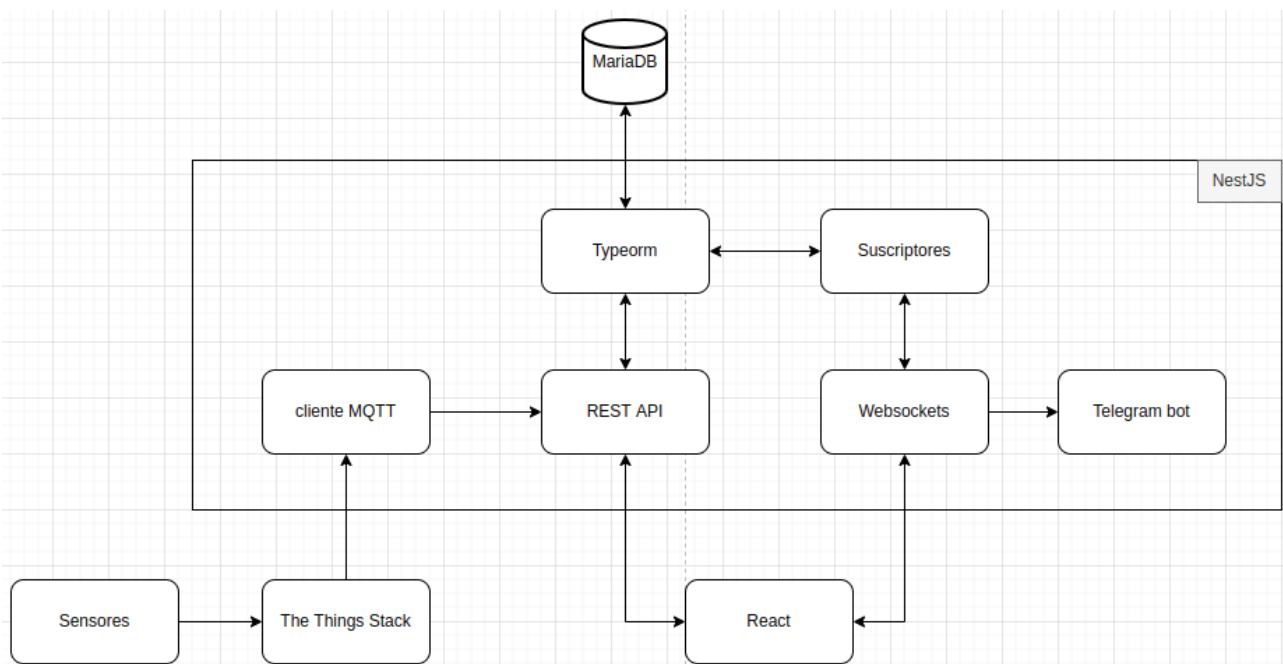 MariaDB
NestJS
Typeorm
Suscriptores
cliente MQTT
REST API
Websockets
Telegram bot
Sensores
The Things Stack
React